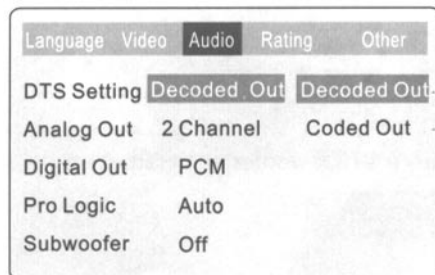 Language Video Audio Rating Other
DTS Setting Decoded Out Decoded Out
Analog Out 2 Channel Coded Out
Digital Out PCM
Pro Logic Auto
Subwoofer Off